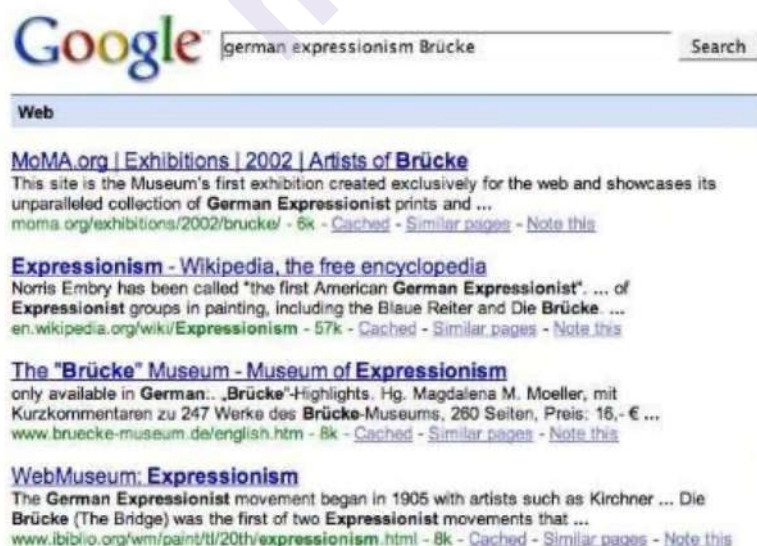 Google german expressionism Brücke Search
Web
MoMA.org | Exhibitions | 2002 | Artists of Brücke
This site is the Museum's first exhibition created exclusively for the web and showcases its
unparalleled collection of German Expressionist prints and ...
moma.org/exhibitions/2002/brucke/ - 6k - Cached - Similar pages - Note this
Expressionism - Wikipedia, the free encyclopedia
Norris Embry has been called "the first American German Expressionist". ... of
Expressionist groups in painting, including the Blaue Reiter and Die Brücke. ...
en.wikipedia.org/wiki/Expressionism - 57k - Cached - Similar pages - Note this
The "Brücke" Museum - Museum of Expressionism
only available in German:. „Brücke"-Highlights. Hg. Magdalena M. Moeller, mit
Kurzkommentaren zu 247 Werke des Brücke-Museums, 260 Seiten, Preis: 16,- € ...
www.bruecke-museum.de/english.htm - 8k - Cached - Similar pages - Note this
WebMuseum: Expressionism
The German Expressionist movement began in 1905 with artists such as Kirchner ... Die
Brücke (The Bridge) was the first of two Expressionist movements that ...
www.ibiblio.org/wm/paint/tl/20th/expressionism.html - 8k - Cached - Similar pages - Note this